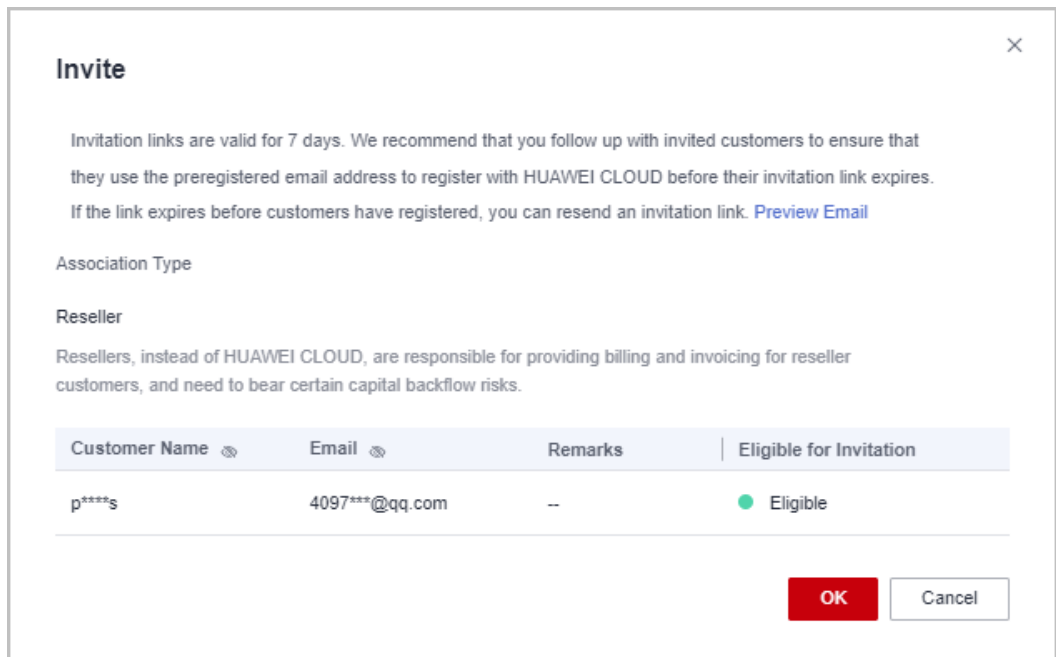 Invite
Invitation links are valid for 7 days. We recommend that you follow up with invited customers to ensure that
they use the preregistered email address to register with HUAWEI CLOUD before their invitation link expires.
If the link expires before customers have registered, you can resend an invitation link. Preview Email
Association Type
Reseller
Resellers, instead of HUAWEI CLOUD, are responsible for providing billing and invoicing for reseller
customers, and need to bear certain capital backflow risks.
Customer Name Email Remarks Eligible for Invitation
p****s 4097***@qq.com -- Eligible
OK Cancel